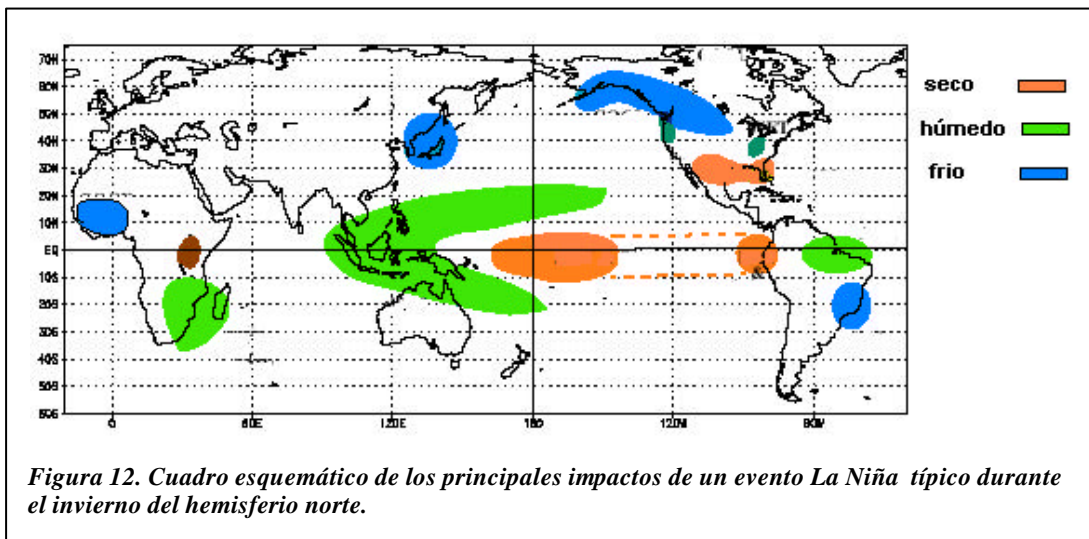 70N
60N
50N
40N
30N
20N
10N
EQ
10S
20S
30S
40S
50S
60S
0
60E
120E
180
120W
60W
seco
húmedo
frio
Figura 12. Cuadro esquemático de los principales impactos de un evento La Niña típico durante
el invierno del hemisferio norte.